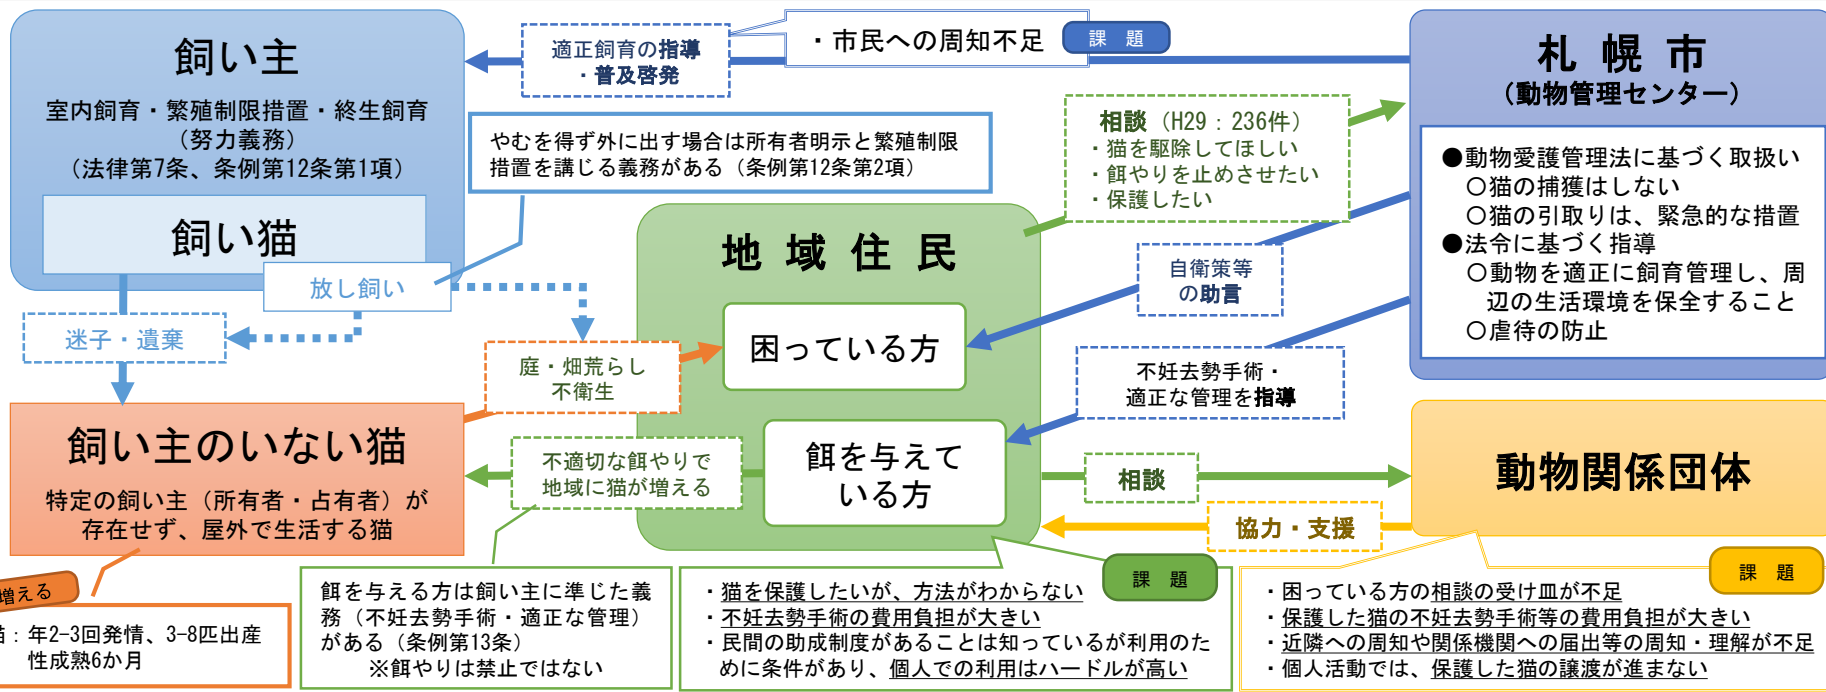 飼い主
室内飼育・繁殖制限措置・終生飼育
（努力義務）
（法律第7条、条例第12条第1項）
飼い猫
放し飼い
迷子・遺棄
適正飼育の指導
・普及啓発
・市民への周知不足
課　題
やむを得ず外に出す場合は所有者明示と繁殖制限
措置を講じる義務がある（条例第12条第2項）
札　幌　市
（動物管理センター）
●動物愛護管理法に基づく取扱い
〇猫の捕獲はしない
〇猫の引取りは、緊急的な措置
●法令に基づく指導
〇動物を適正に飼育管理し、周
辺の生活環境を保全すること
〇虐待の防止
相談（H29：236件）
・猫を駆除してほしい
・餌やりを止めさせたい
・保護したい
自衛策等
の助言
不妊去勢手術・
適正な管理を指導
地　域　住　民
困っている方
餌を与えて
いる方
庭・畑荒らし
不衛生
不適切な餌やりで
地域に猫が増える
飼い主のいない猫
特定の飼い主（所有者・占有者）が
存在せず、屋外で生活する猫
相談
協力・支援
動物関係団体
増える
：年2-3回発情、3-8匹出産
性成熟6か月
餌を与える方は飼い主に準じた義
務（不妊去勢手術・適正な管理）
がある（条例第13条）
※餌やりは禁止ではない
課　題
・猫を保護したいが、方法がわからない
・不妊去勢手術の費用負担が大きい
・民間の助成制度があることは知っているが利用のた
めに条件があり、個人での利用はハードルが高い
課　題
・困っている方の相談の受け皿が不足
・保護した猫の不妊去勢手術等の費用負担が大きい
・近隣への周知や関係機関への届出等の周知・理解が不足
・個人活動では、保護した猫の譲渡が進まない